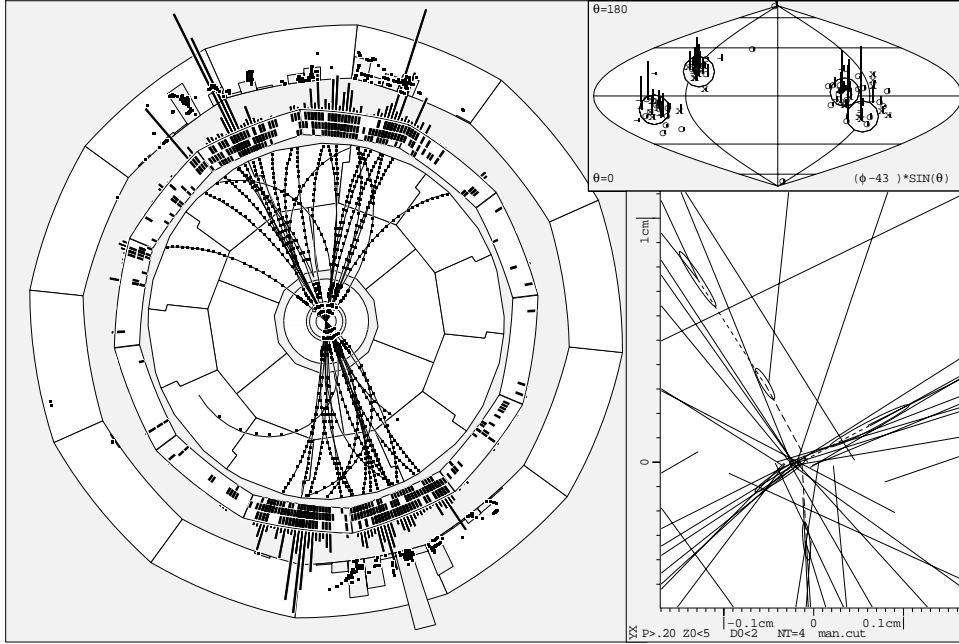 θ=180
θ=0
(ϕ-43 )*SIN(θ)
1cm
0
-0.1cm 0 0.1cm
YX P>.20 Z0<5 D0<2 NT=4 man.cut